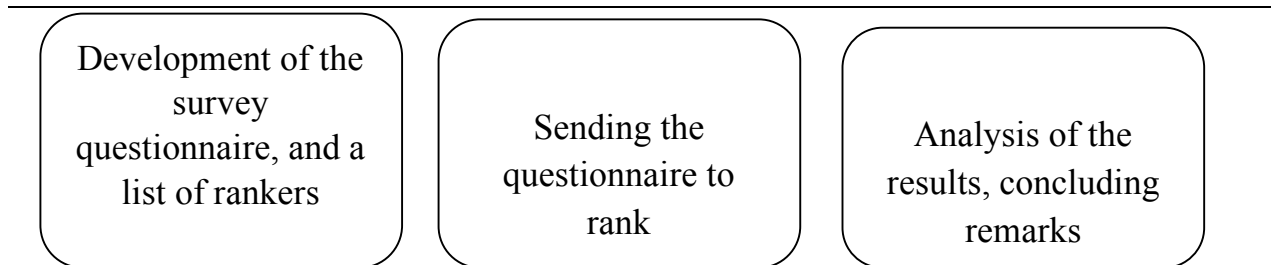 Development of the
survey
questionnaire, and a
list of rankers
Sending the
questionnaire to
rank
Analysis of the
results, concluding
remarks